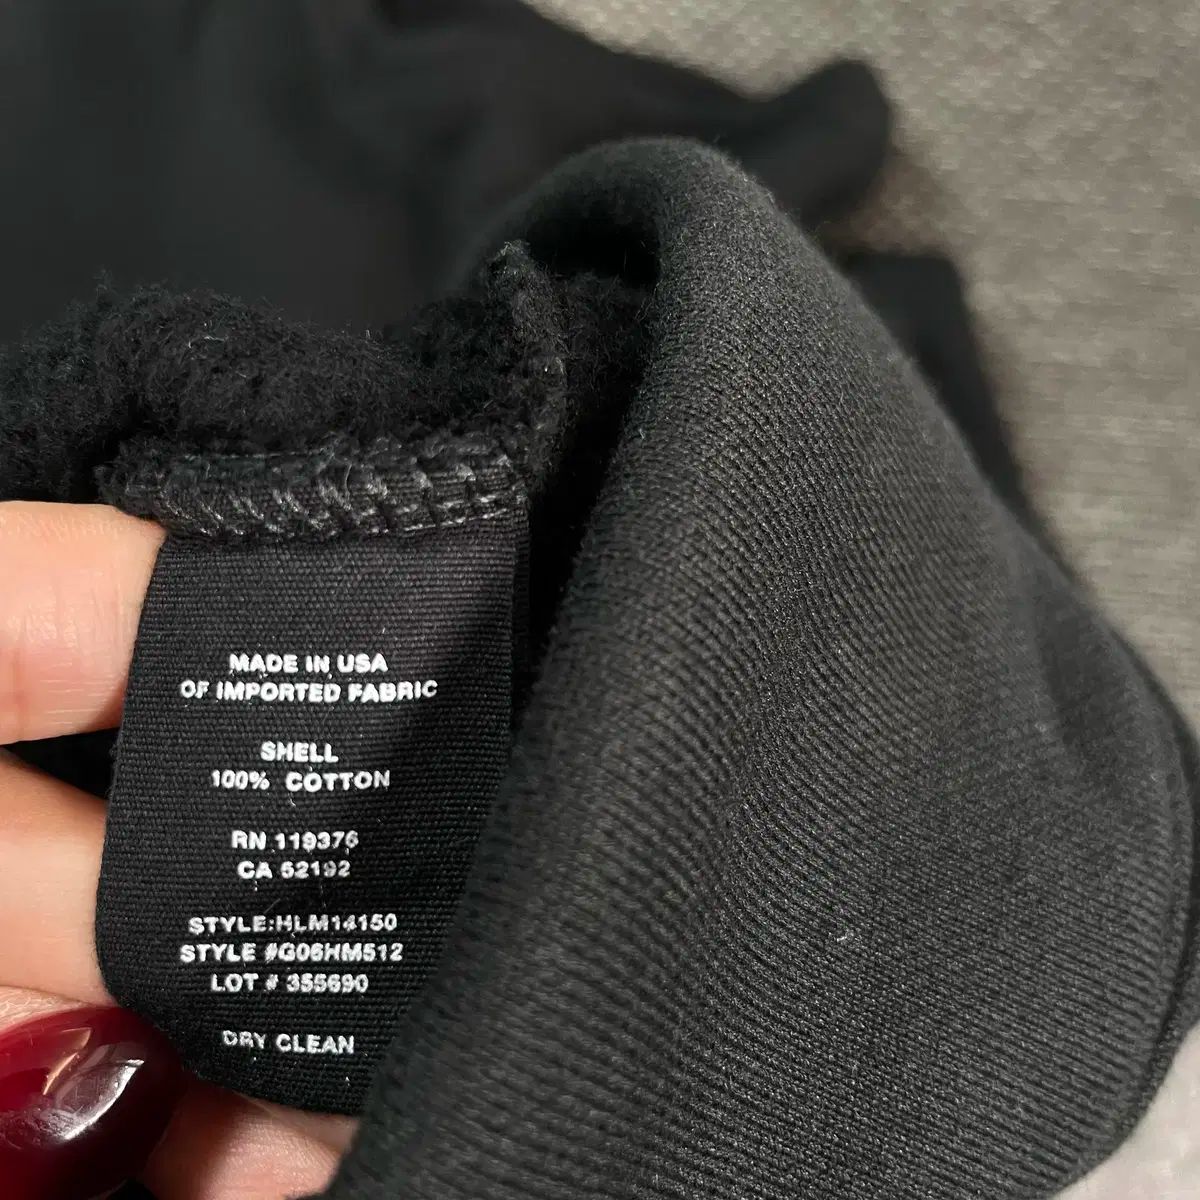 MADE IN USA
OF IMPORTED FABRIC
SHELL
100% COTTON
RN 119376
CA 52192
STYLE:HLM14150
STYLE #G06HM512
LOT # 355690
DRY CLEAN